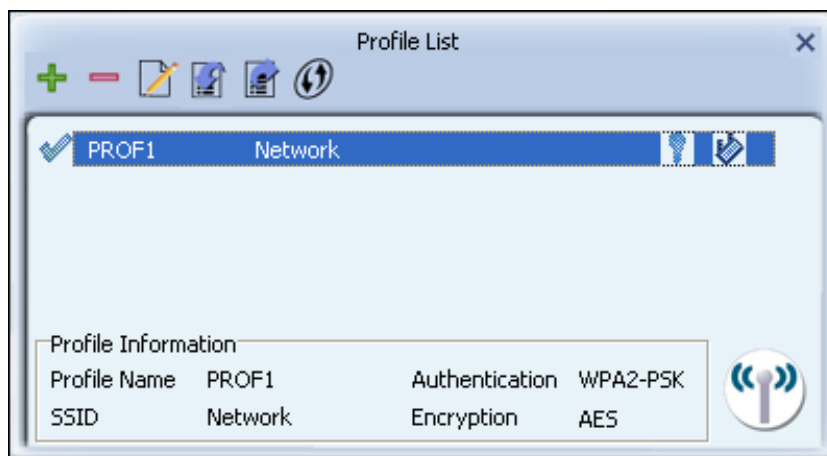 Profile List
PROF1 Network
Profile Information
Profile Name PROF1 Authentication WPA2-PSK
SSID Network Encryption AES